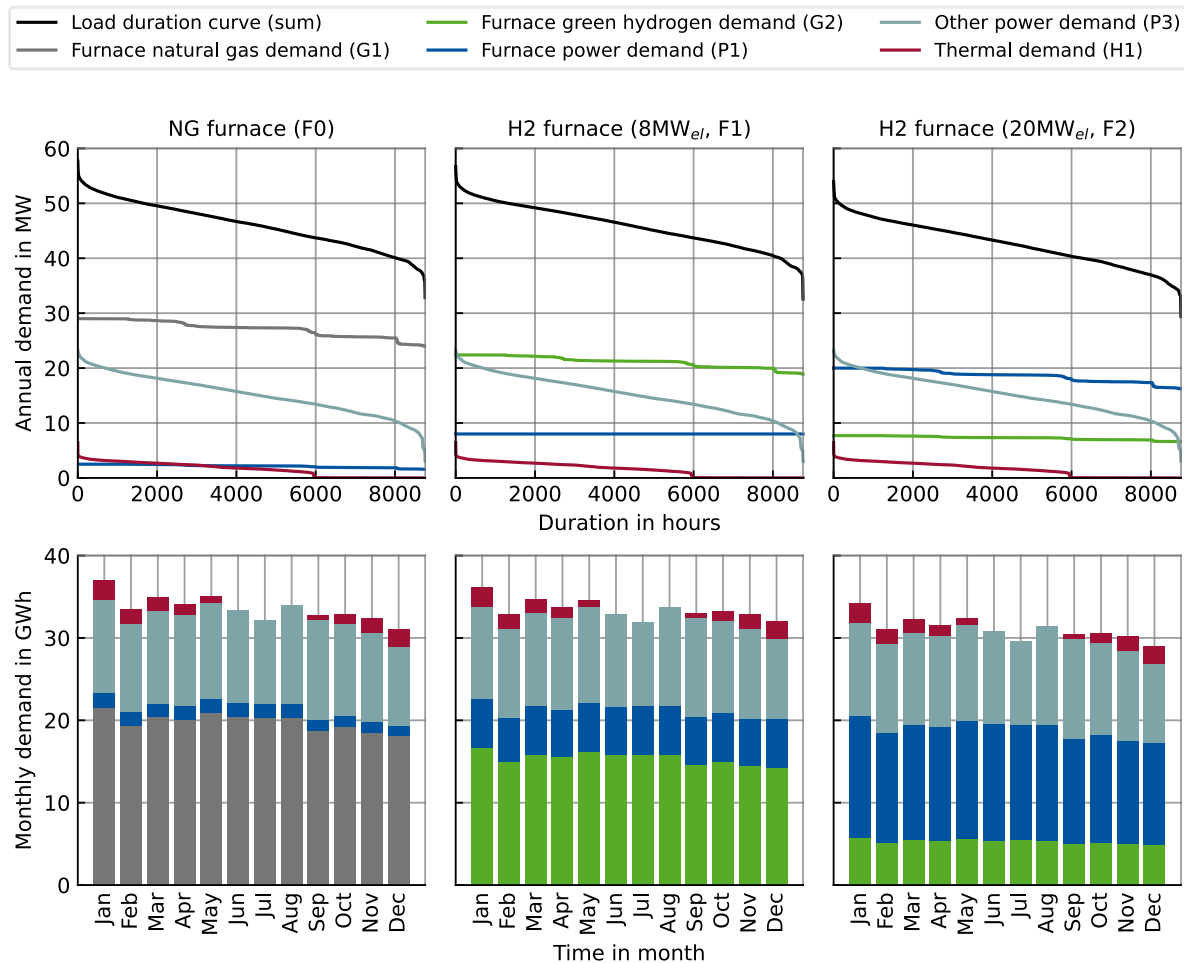 Load duration curve (sum)
Furnace natural gas demand (G1)
Furnace green hydrogen demand (G2)
Furnace power demand (P1)
Other power demand (P3)
Thermal demand (H1)
NG furnace (F0)
H2 furnace (8MWel, F1)
H2 furnace (20MWel, F2)
Annual demand in MW
60
50
40
30
20
10
0
0 2000 4000 6000 8000
0 2000 4000 6000 8000
0 2000 4000 6000 8000
Duration in hours
Monthly demand in GWh
40
30
20
10
0
Jan Feb Mar Apr May Jun Jul Aug Sep Oct Nov Dec
Jan Feb Mar Apr May Jun Jul Aug Sep Oct Nov Dec
Jan Feb Mar Apr May Jun Jul Aug Sep Oct Nov Dec
Time in month